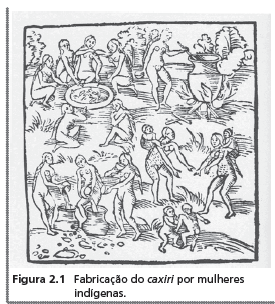 Figura 2.1 Fabricação do caxiri por mulheres
indígenas.